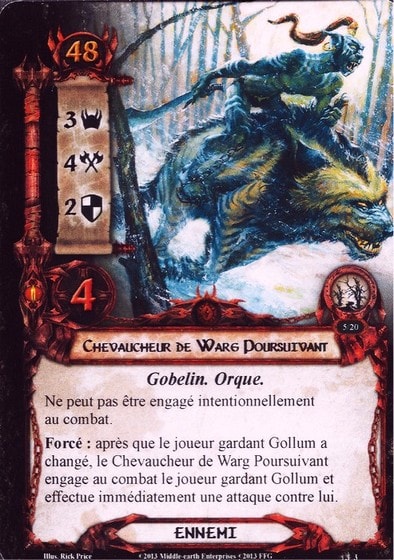 48
3
4
2
4
5/20
Chevaucheur de Warg Poursuivant
Gobelin. Orque.
Ne peut pas être engagé intentionnellement
au combat.
Forcé : après que le joueur gardant Gollum a
changé, le Chevaucheur de Warg Poursuivant
engage au combat le joueur gardant Gollum et
effectue immédiatement une attaque contre lui.
ENNEMI
Illus. Rick Price ©2013 Middle-earth Enterprises ©2013 FFG